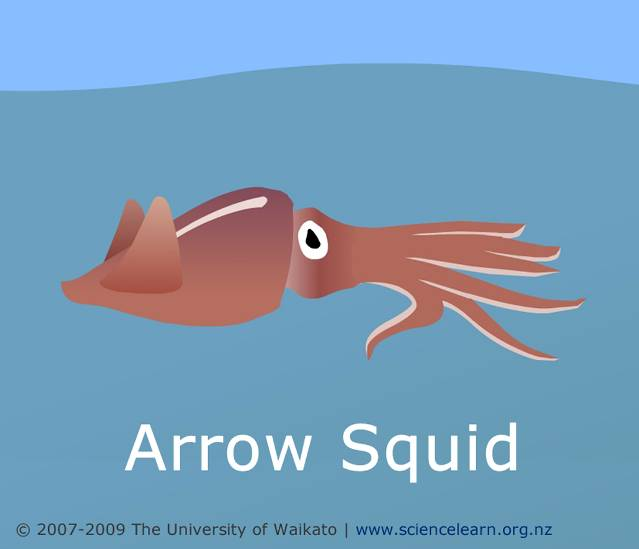 Arrow Squid
© 2007-2009 The University of Waikato | www.sciencelearn.org.nz